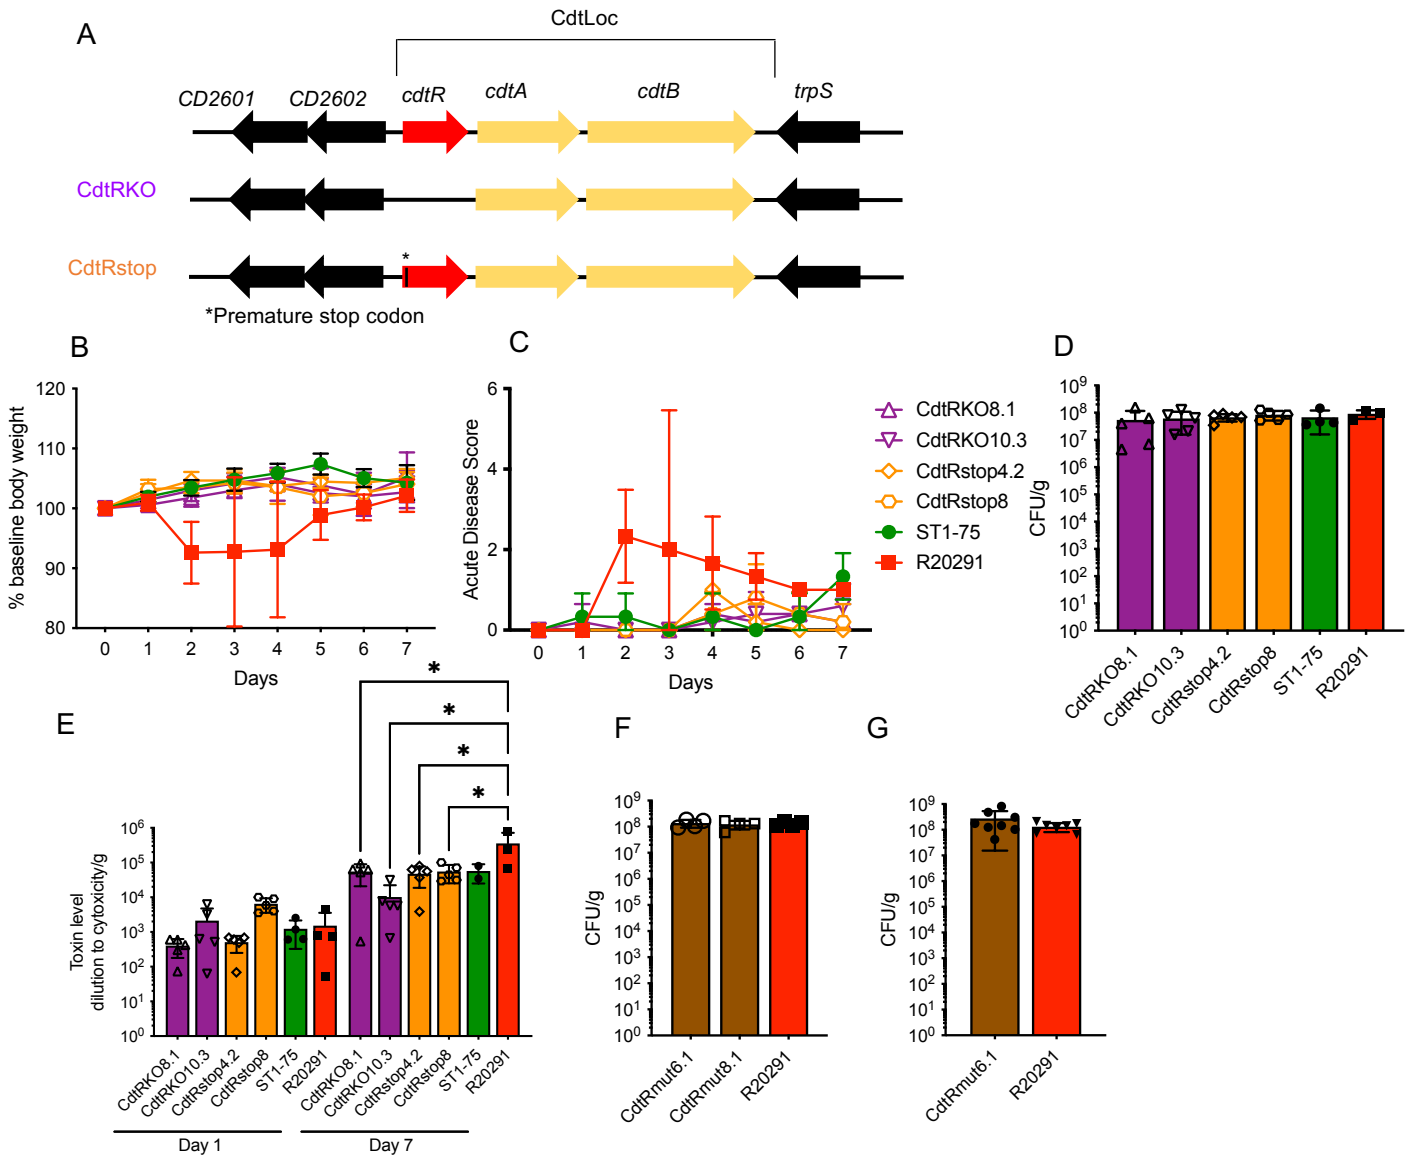 A
CdtLoc
CD2601 CD2602 cdtR cdtA cdtB trpS
CdtRKO
CdtRstop
*
*Premature stop codon
B
% baseline body weight
120
110
100
90
80
0 1 2 3 4 5 6 7
Days
C
Acute Disease Score
6
4
2
0
0 1 2 3 4 5 6 7
Days
CdtRKO8.1
CdtRKO10.3
CdtRstop4.2
CdtRstop8
ST1-75
R20291
D
CFU/g
10⁹
10⁸
10⁷
10⁶
10⁵
10⁴
10³
10²
10¹
10⁰
CdtRKO8.1
CdtRKO10.3
CdtRstop4.2
CdtRstop8
ST1-75
R20291
E
*
*
*
*
Toxin level
dilution to cytoxicity/g
10⁶
10⁵
10⁴
10³
10²
10¹
10⁰
CdtRKO8.1
CdtRKO10.3
CdtRstop4.2
CdtRstop8
ST1-75
R20291
CdtRKO8.1
CdtRKO10.3
CdtRstop4.2
CdtRstop8
ST1-75
R20291
Day 1 Day 7
F
CFU/g
10⁹
10⁸
10⁷
10⁶
10⁵
10⁴
10³
10²
10¹
10⁰
CdtRmut6.1
CdtRmut8.1
R20291
G
CFU/g
10⁹
10⁸
10⁷
10⁶
10⁵
10⁴
10³
10²
10¹
10⁰
CdtRmut6.1
R20291